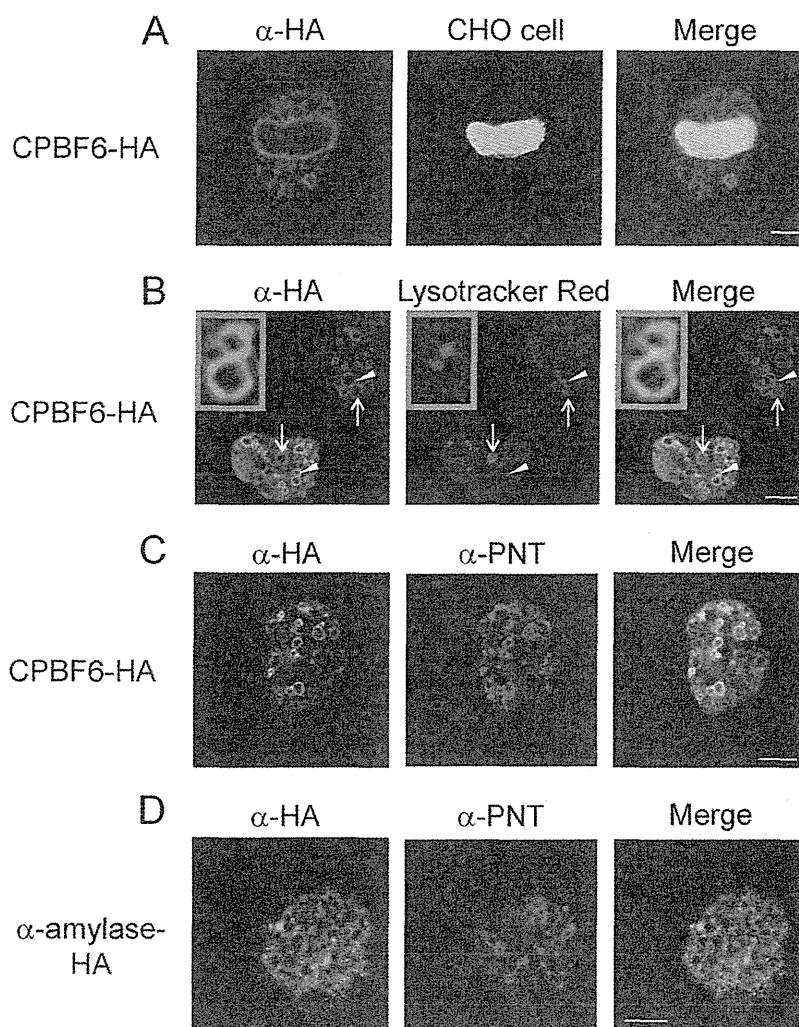 A
α-HA CHO cell Merge
CPBF6-HA
B
α-HA Lysotracker Red Merge
CPBF6-HA
C
α-HA α-PNT Merge
CPBF6-HA
D
α-HA α-PNT Merge
α-amylase-
HA